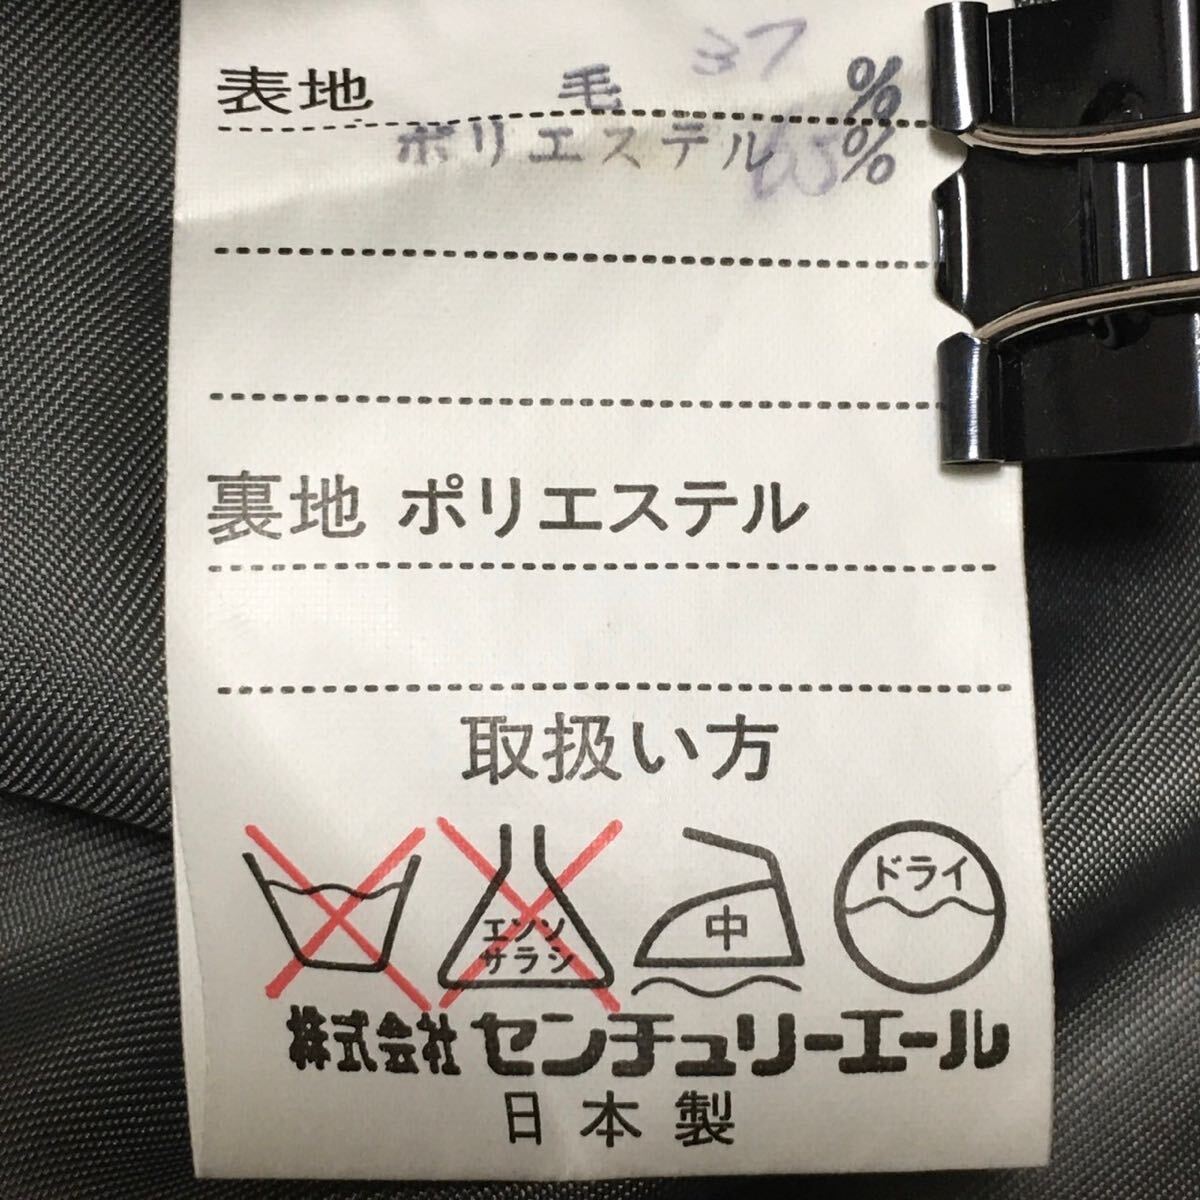 表地 毛 37 %
ポリエステル %
裏地 ポリエステル
取扱い方
エンソ サラシ
中
ドライ
株式会社 センチュリーエール
日本製